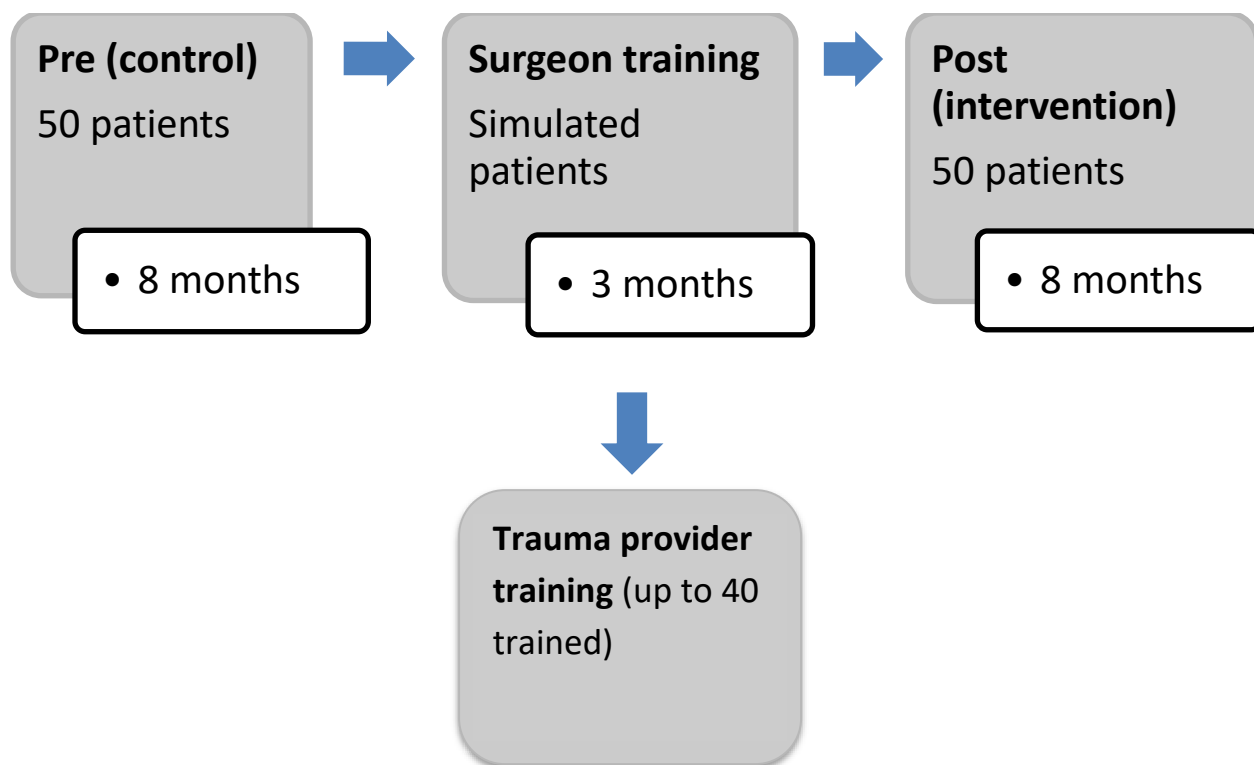 Pre (control)
50 patients
• 8 months
Surgeon training
Simulated
patients
• 3 months
Post
(intervention)
50 patients
• 8 months
Trauma provider
training (up to 40
trained)